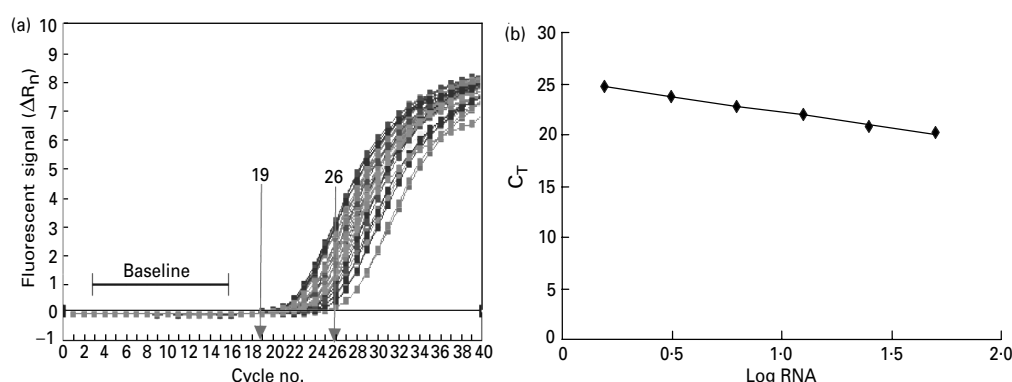 (a)
10
9
8
7
6
5
4
3
2
1
0
−1
Fluorescent signal (ΔRn)
19
26
Baseline
0 2 4 6 8 10 12 14 16 18 20 22 24 26 28 30 32 34 36 38 40
Cycle no.
(b)
30
25
20
15
10
5
0
CT
0 0·5 1·0 1·5 2·0
Log RNA